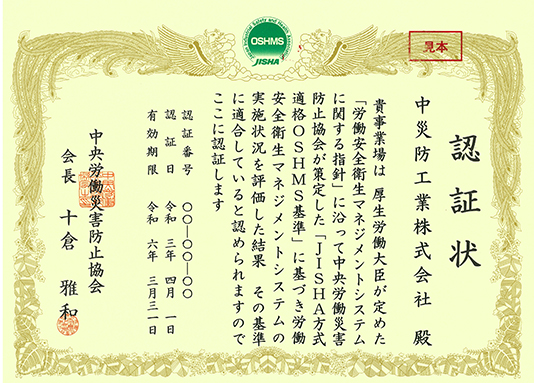 OSHMS
JISHA
見本
認証状
中災防工業株式会社 殿
貴事業場は 厚生労働大臣が定めた
「労働安全衛生マネジメントシステム
に関する指針」に沿って中央労働災害
防止協会が策定した「JISHA方式
適格OSHMS基準」に基づき労働
安全衛生マネジメントシステムの
実施状況を評価した結果 その基準
に適合していると認められますので
ここに認証します
認証番号 〇〇―〇〇―〇〇
認証日 令和 三年 四月 一日
有効期限 令和 六年 三月三一日
中央労働災害防止協会
会長 十倉 雅和